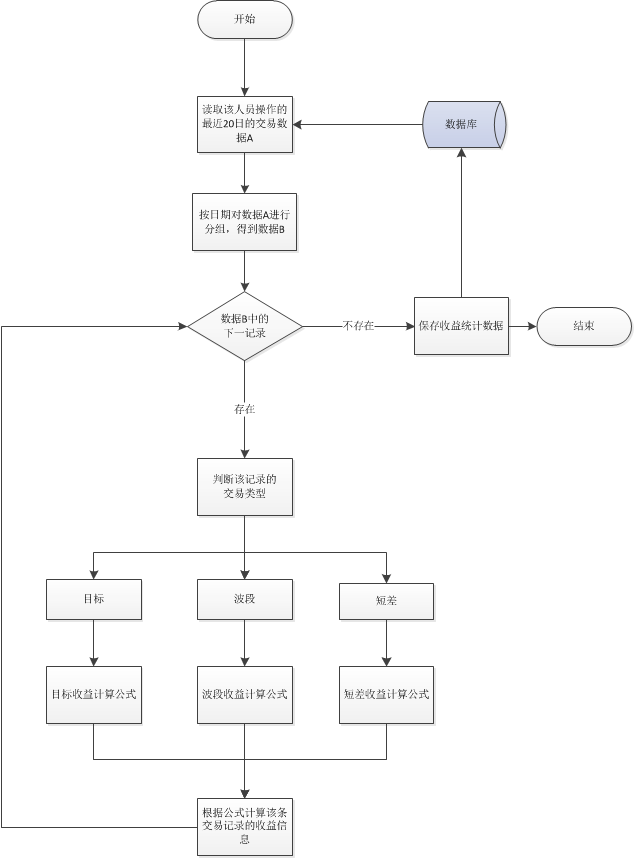 开始
读取该人员操作的
最近20日的交易数
据A
数据库
按日期对数据A进行
分组，得到数据B
数据B中的
下一记录
不存在
保存收益统计数据
结束
存在
判断该记录的
交易类型
目标
波段
短差
目标收益计算公式
波段收益计算公式
短差收益计算公式
根据公式计算该条
交易记录的收益信
息